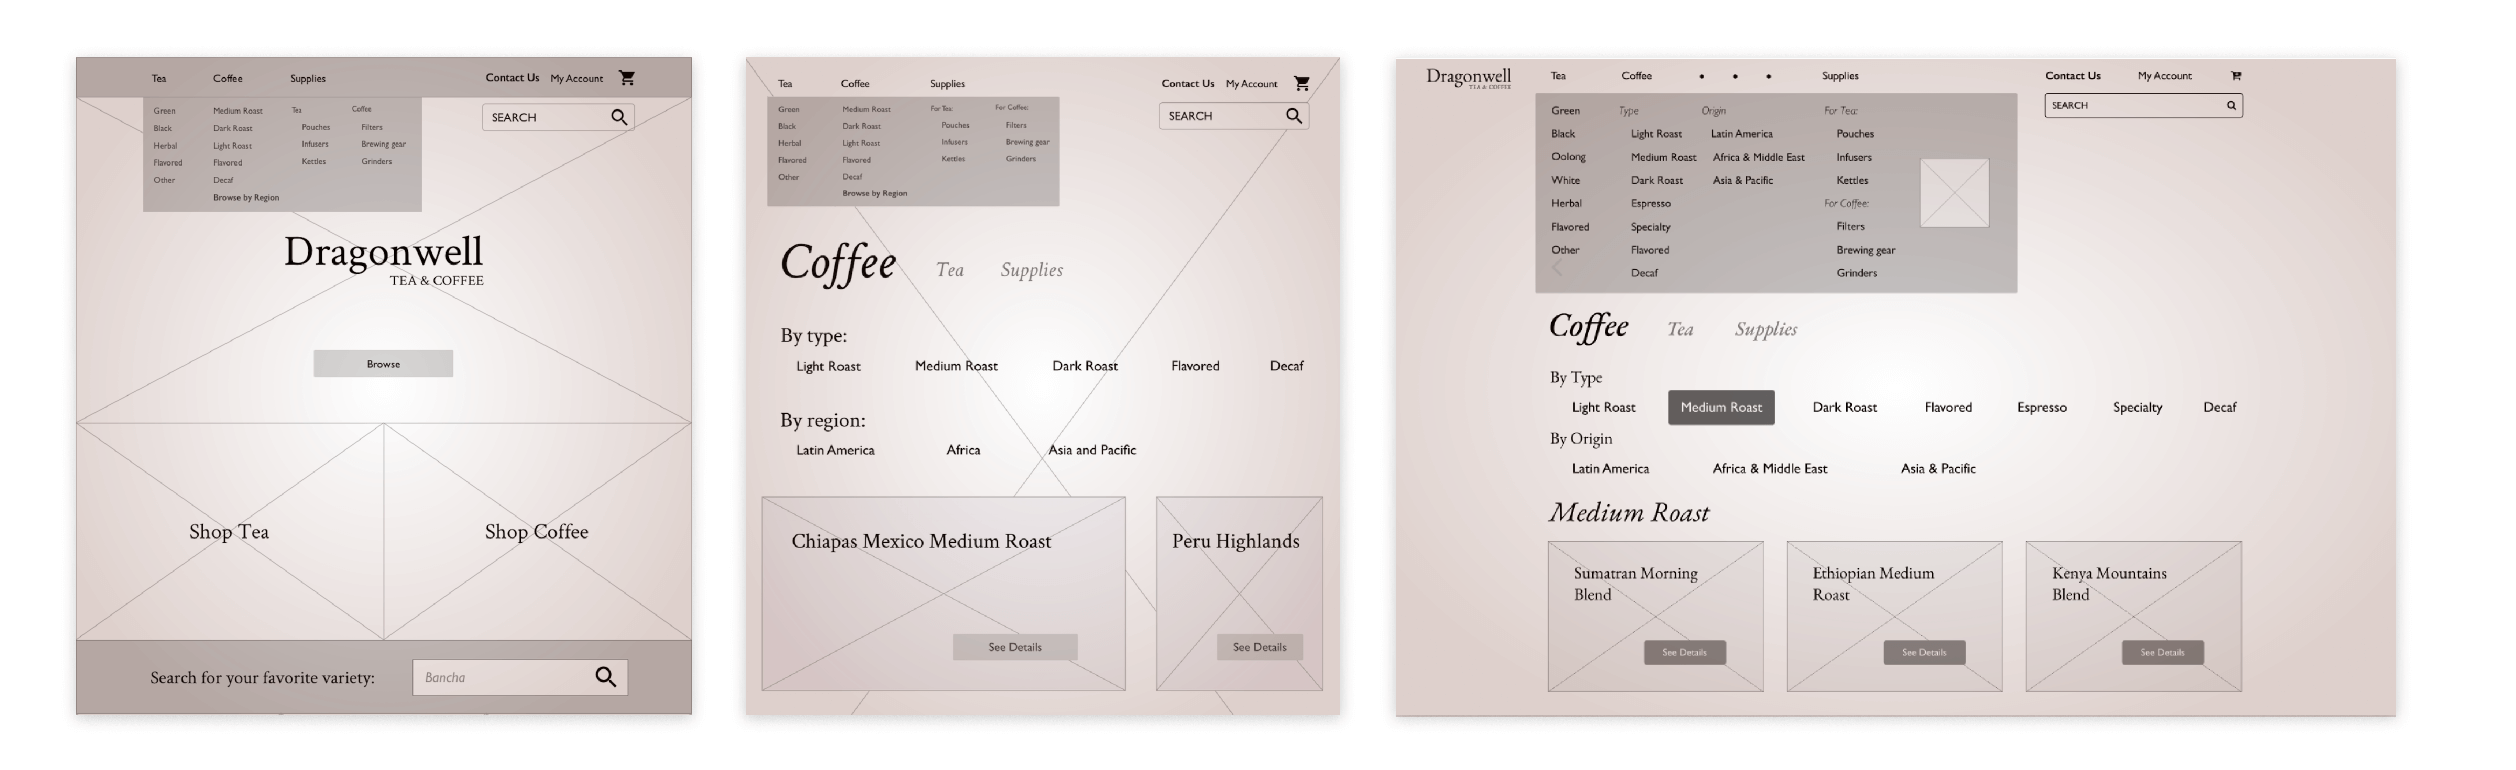 Tea Coffee Supplies Contact Us My Account
SEARCH
Green Medium Roast Tea Coffee
Black Dark Roast Pouches Filters
Herbal Light Roast Infusers Brewing gear
Flavored Flavored Kettles Grinders
Other Decaf
Browse by Region
Dragonwell
TEA & COFFEE
Browse
Shop Tea Shop Coffee
Search for your favorite variety: Bancha
Tea Coffee Supplies Contact Us My Account
SEARCH
Green Medium Roast For Tea: For Coffee:
Black Dark Roast Pouches Filters
Herbal Light Roast Infusers Brewing gear
Flavored Flavored Kettles Grinders
Other Decaf
Browse by Region
Coffee Tea Supplies
By type:
Light Roast Medium Roast Dark Roast Flavored Decaf
By region:
Latin America Africa Asia and Pacific
Chiapas Mexico Medium Roast Peru Highlands
See Details See Details
Dragonwell
TEA & COFFEE
Tea Coffee • • • Supplies Contact Us My Account
SEARCH
Green Type Origin For Tea:
Black Light Roast Latin America Pouches
Oolong Medium Roast Africa & Middle East Infusers
White Dark Roast Asia & Pacific Kettles
Herbal Espresso For Coffee:
Flavored Specialty Filters
Other Flavored Brewing gear
Decaf Grinders
Coffee Tea Supplies
By Type
Light Roast Medium Roast Dark Roast Flavored Espresso Specialty Decaf
By Origin
Latin America Africa & Middle East Asia & Pacific
Medium Roast
Sumatran Morning
Blend
See Details
Ethiopian Medium
Roast
See Details
Kenya Mountains
Blend
See Details